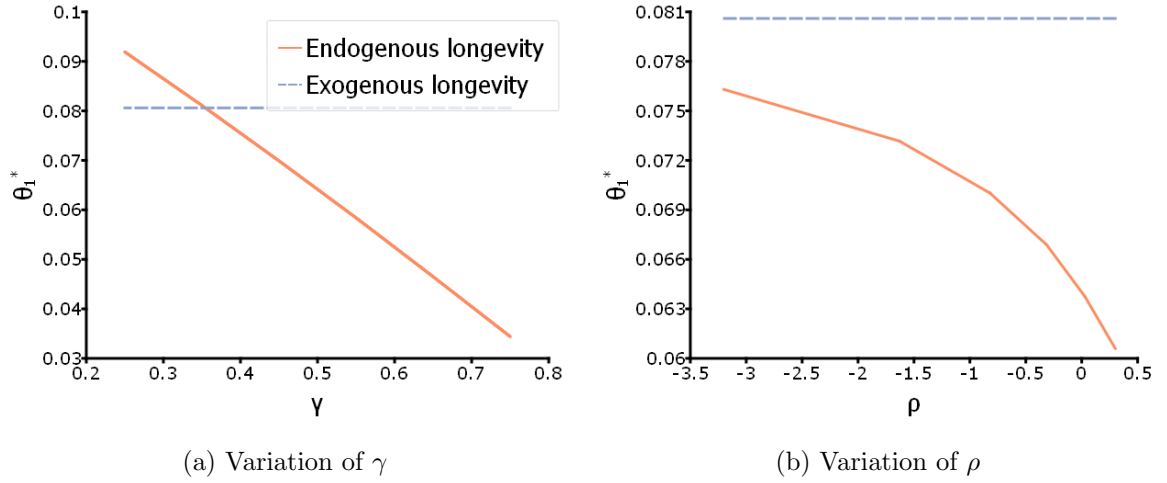 0.1
0.09
0.08
0.07
0.06
0.05
0.04
0.03
θ₁*
0.2 0.3 0.4 0.5 0.6 0.7 0.8
γ
Endogenous longevity
Exogenous longevity
(a) Variation of γ
0.081
0.078
0.075
0.072
0.069
0.066
0.063
0.06
θ₁*
-3.5 -3 -2.5 -2 -1.5 -1 -0.5 0 0.5
ρ
(b) Variation of ρ